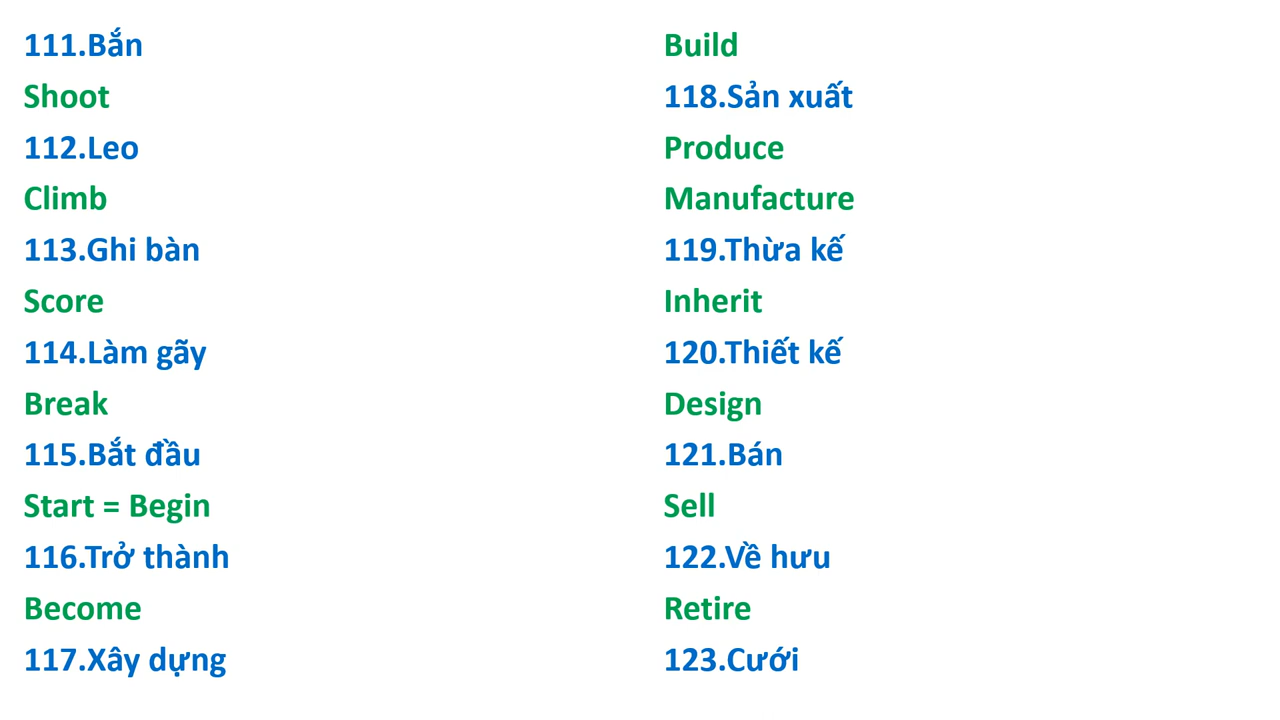 111.Bắn
Shoot
112.Leo
Climb
113.Ghi bàn
Score
114.Làm gãy
Break
115.Bắt đầu
Start = Begin
116.Trở thành
Become
117.Xây dựng
Build
118.Sản xuất
Produce
Manufacture
119.Thừa kế
Inherit
120.Thiết kế
Design
121.Bán
Sell
122.Về hưu
Retire
123.Cưới